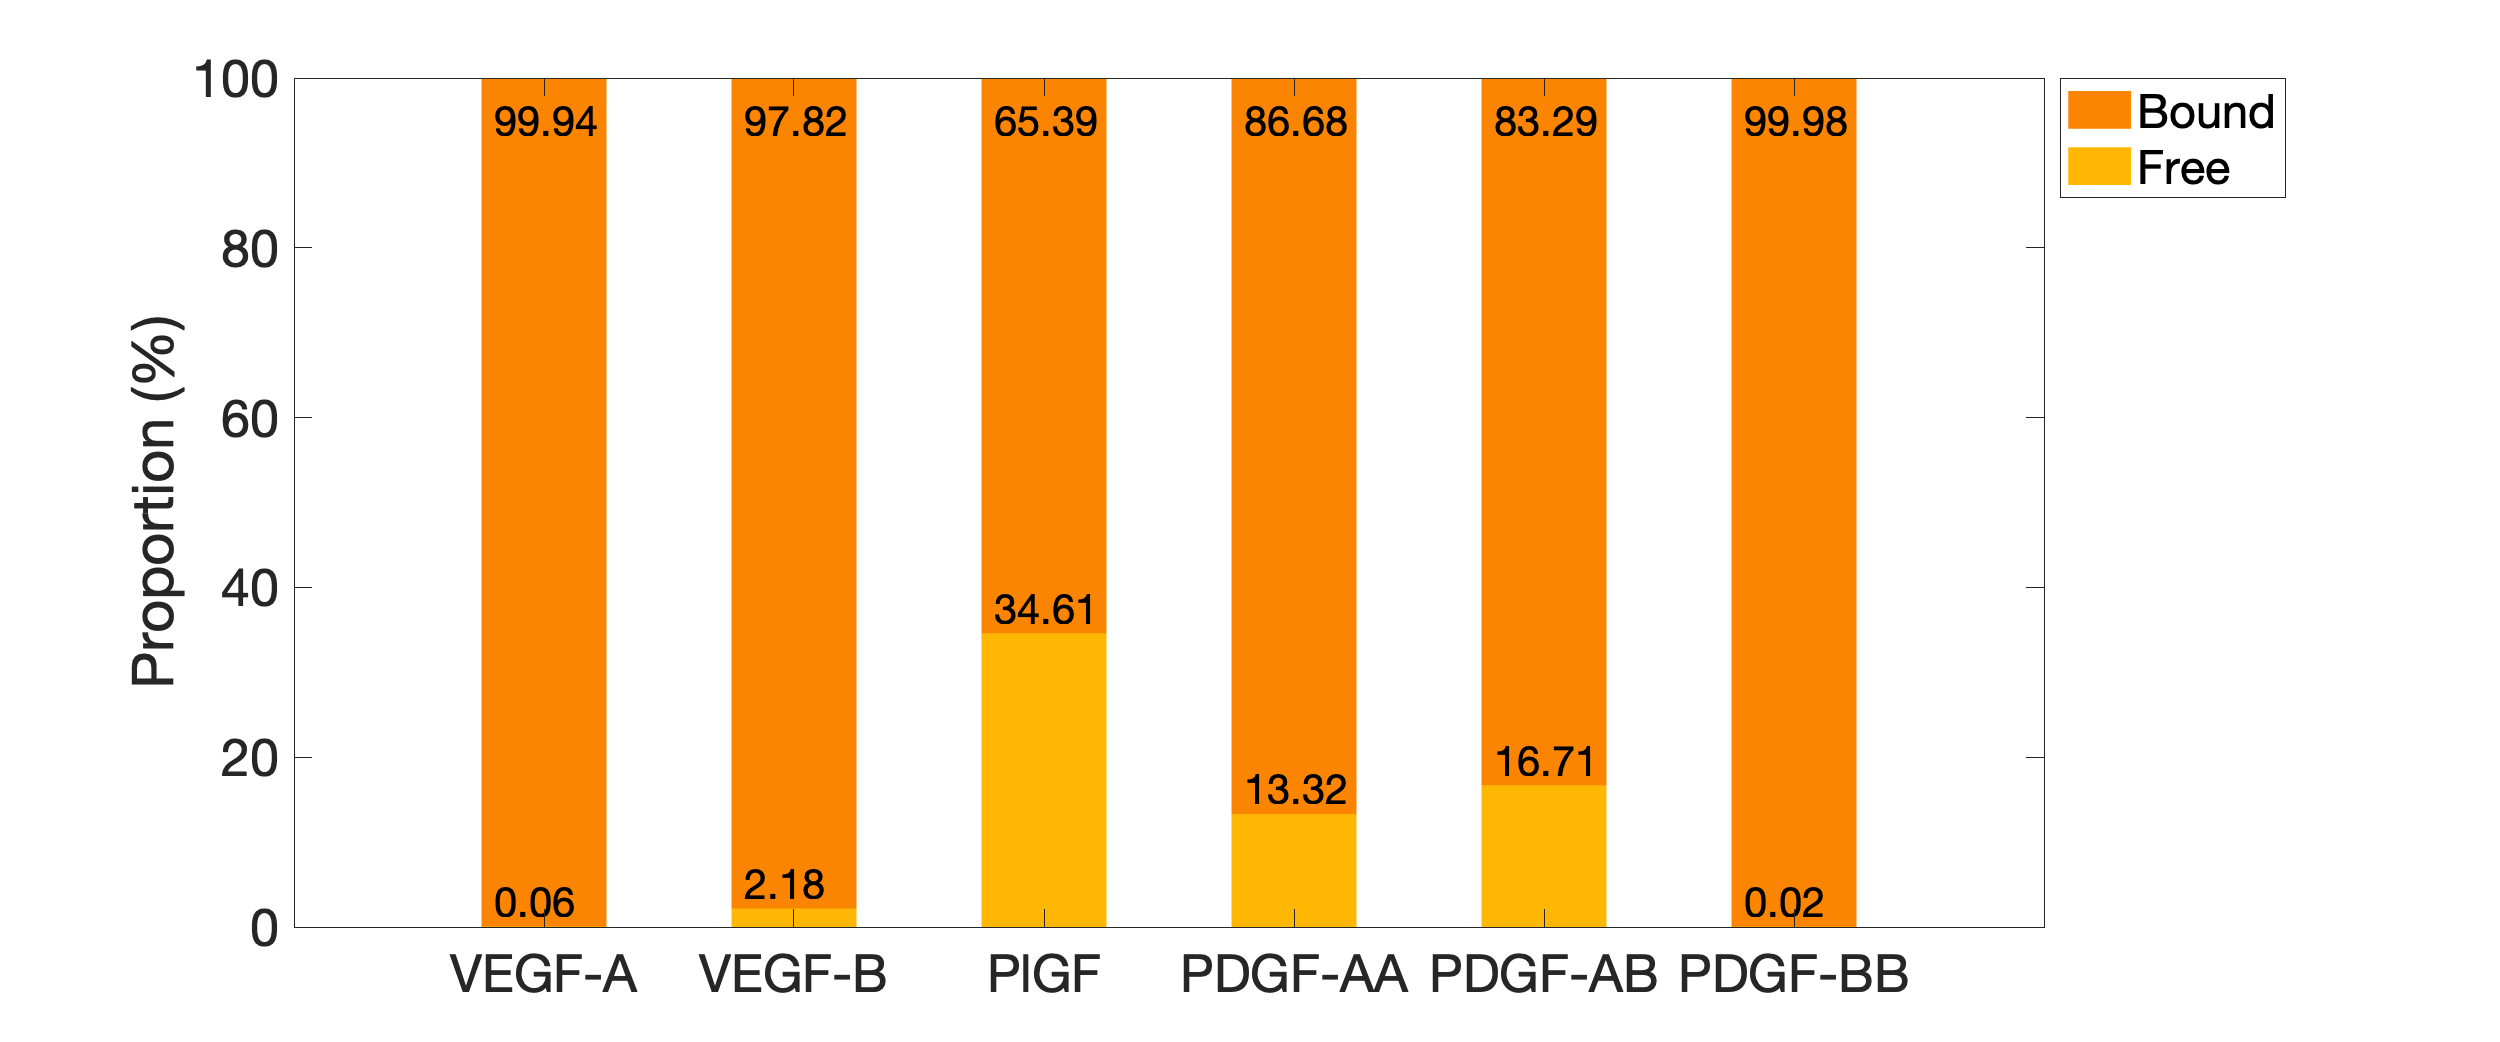 100
80
60
40
20
0
Proportion (%)
99.94
97.82
65.39
86.68
83.29
99.98
0.06
2.18
34.61
13.32
16.71
0.02
VEGF-A
VEGF-B
PlGF
PDGF-AA
PDGF-AB
PDGF-BB
Bound
Free